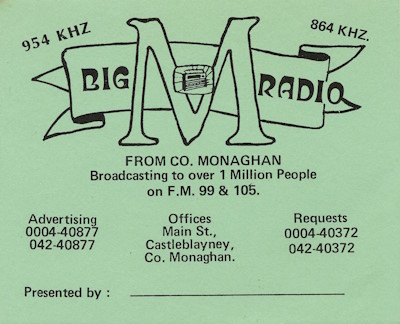 954 KHZ
864 KHZ.
BIG M RADIO
FROM CO. MONAGHAN
Broadcasting to over 1 Million People
on F.M. 99 & 105.
Advertising
0004-40877
042-40877
Offices
Main St.,
Castleblayney,
Co. Monaghan.
Requests
0004-40372
042-40372
Presented by :